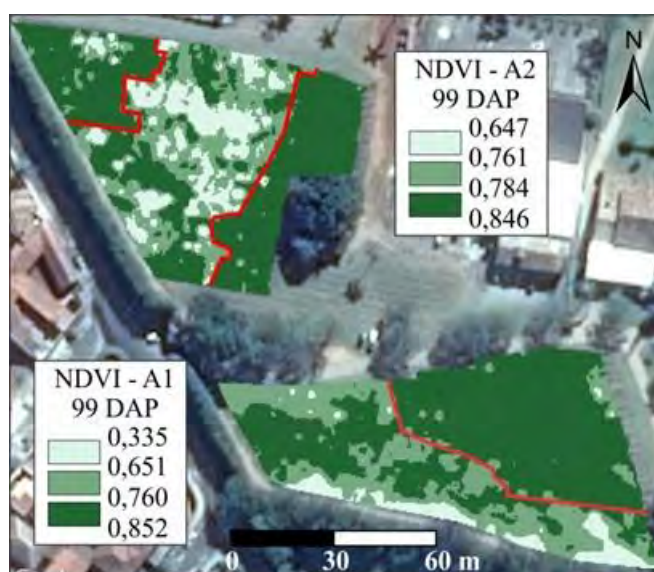 N
NDVI - A2
99 DAP
0,647
0,761
0,784
0,846
NDVI - A1
99 DAP
0,335
0,651
0,760
0,852
0 30 60 m